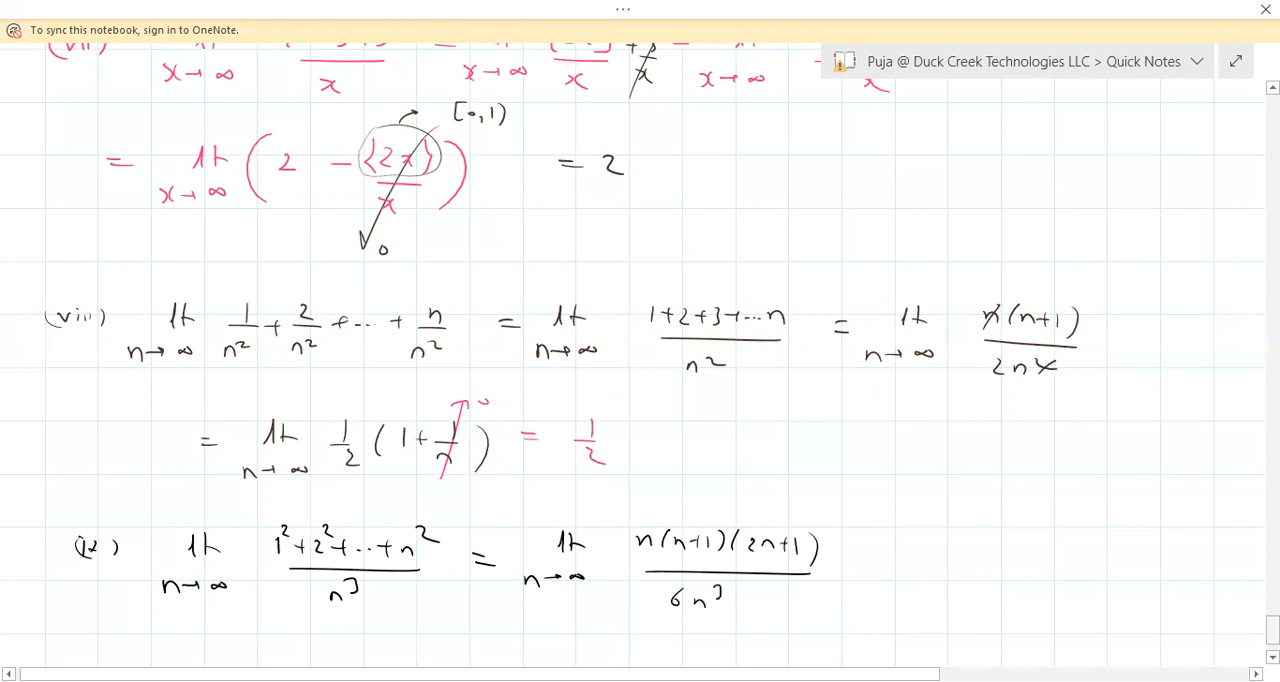 ...
To sync this notebook, sign in to OneNote.
Puja @ Duck Creek Technologies LLC > Quick Notes
x→∞ x x→∞ x x x→∞ x
[0,1)
= lt x→∞ (2 - {2x}/x) = 2
0
(viii) lt n→∞ 1/n² + 2/n² + ... + n/n² = lt n→∞ (1+2+3+...n)/n² = lt n→∞ n(n+1)/2n²
= lt n→∞ 1/2 (1 + 1/n) = 1/2
0
(ix) lt n→∞ (1²+2²+...+n²)/n³ = lt n→∞ n(n+1)(2n+1)/6n³